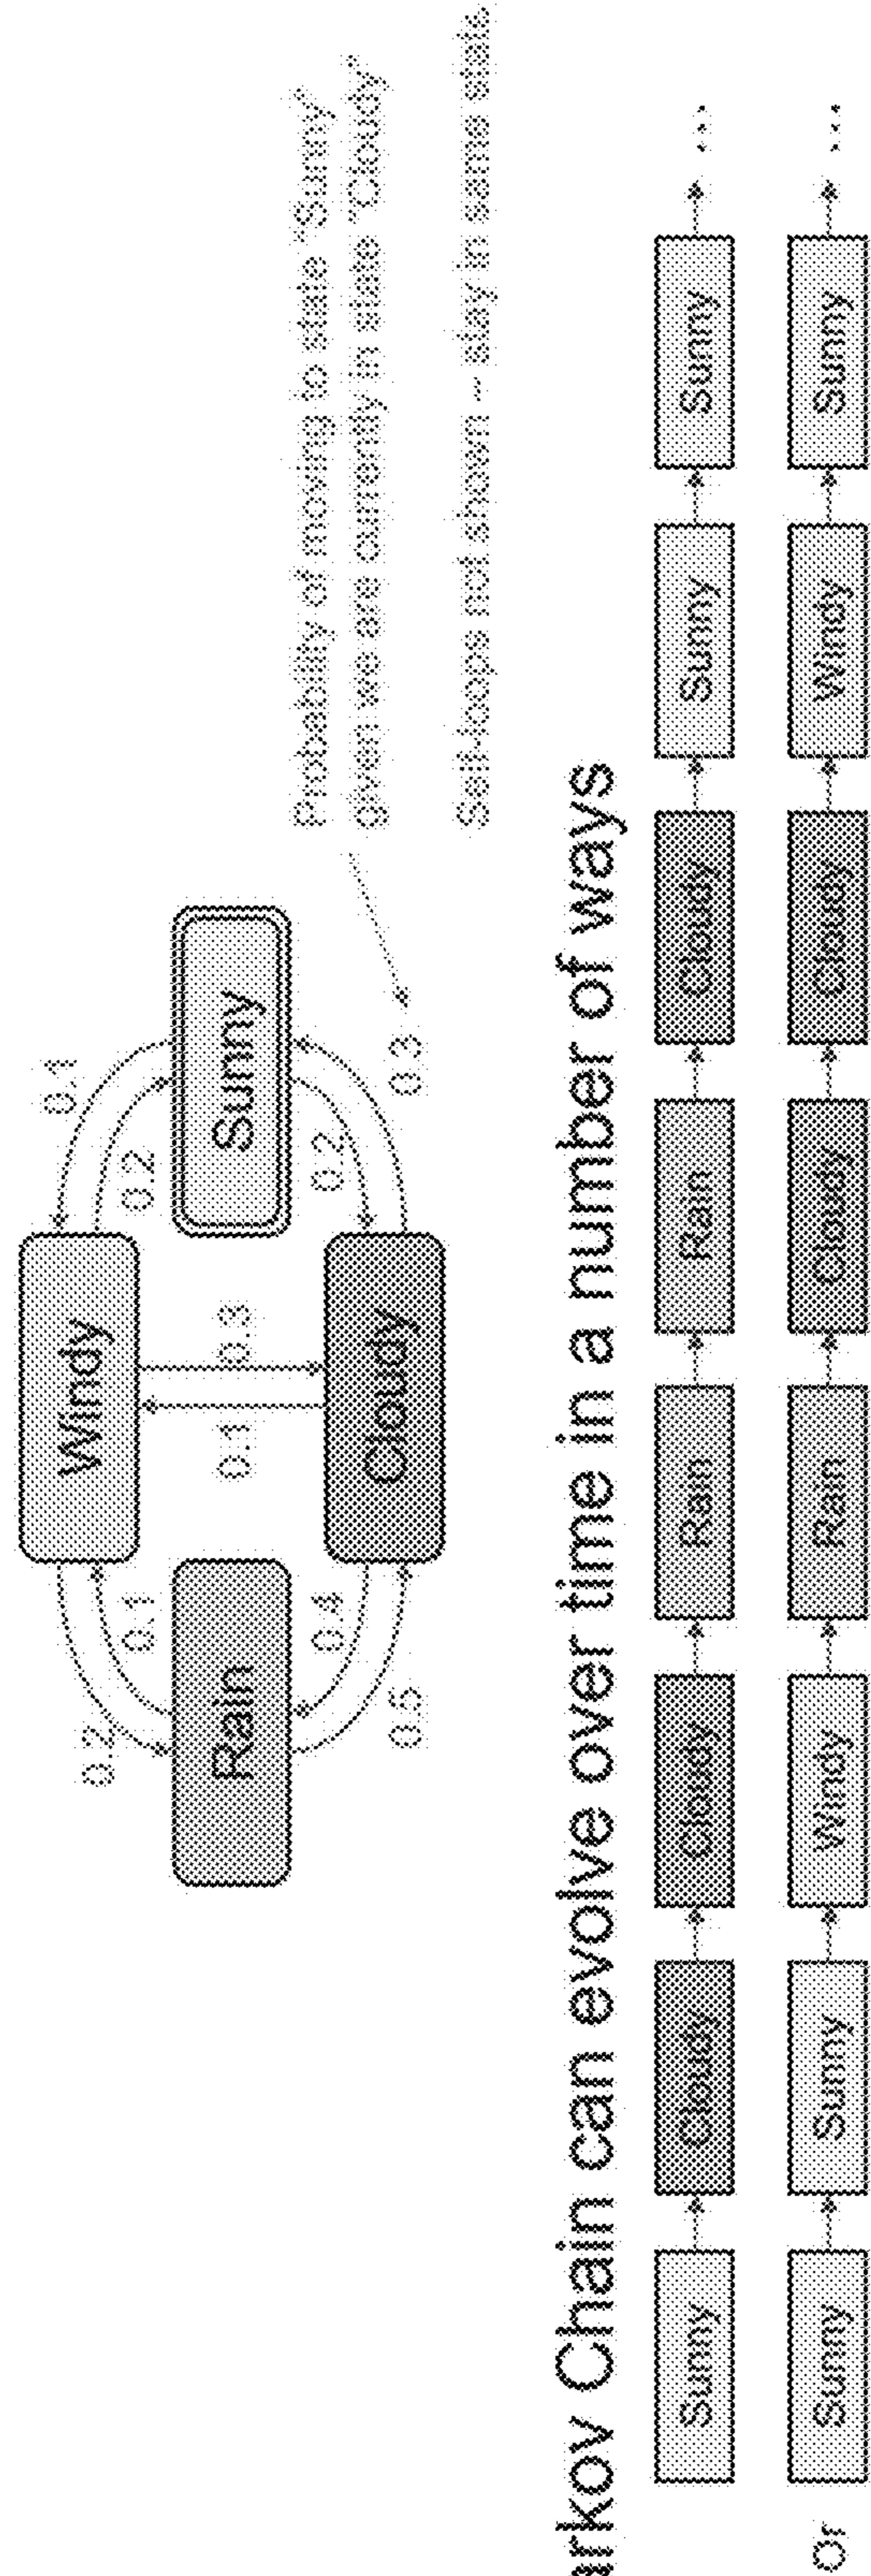 0.1
Windy
0.2
0.1
0.2
Rain
0.1
0.3
Sunny
Probability of moving to state "Sunny"
given we are currently in state "Cloudy"
0.4
0.2
Cloudy
0.5
0.3
Self-loops not shown – stay in same state.
arkov Chain can evolve over time in a number of ways
Sunny Cloudy Cloudy Rain Rain Cloudy Sunny Sunny ...
Or Sunny Sunny Windy Rain Cloudy Cloudy Windy Sunny ...